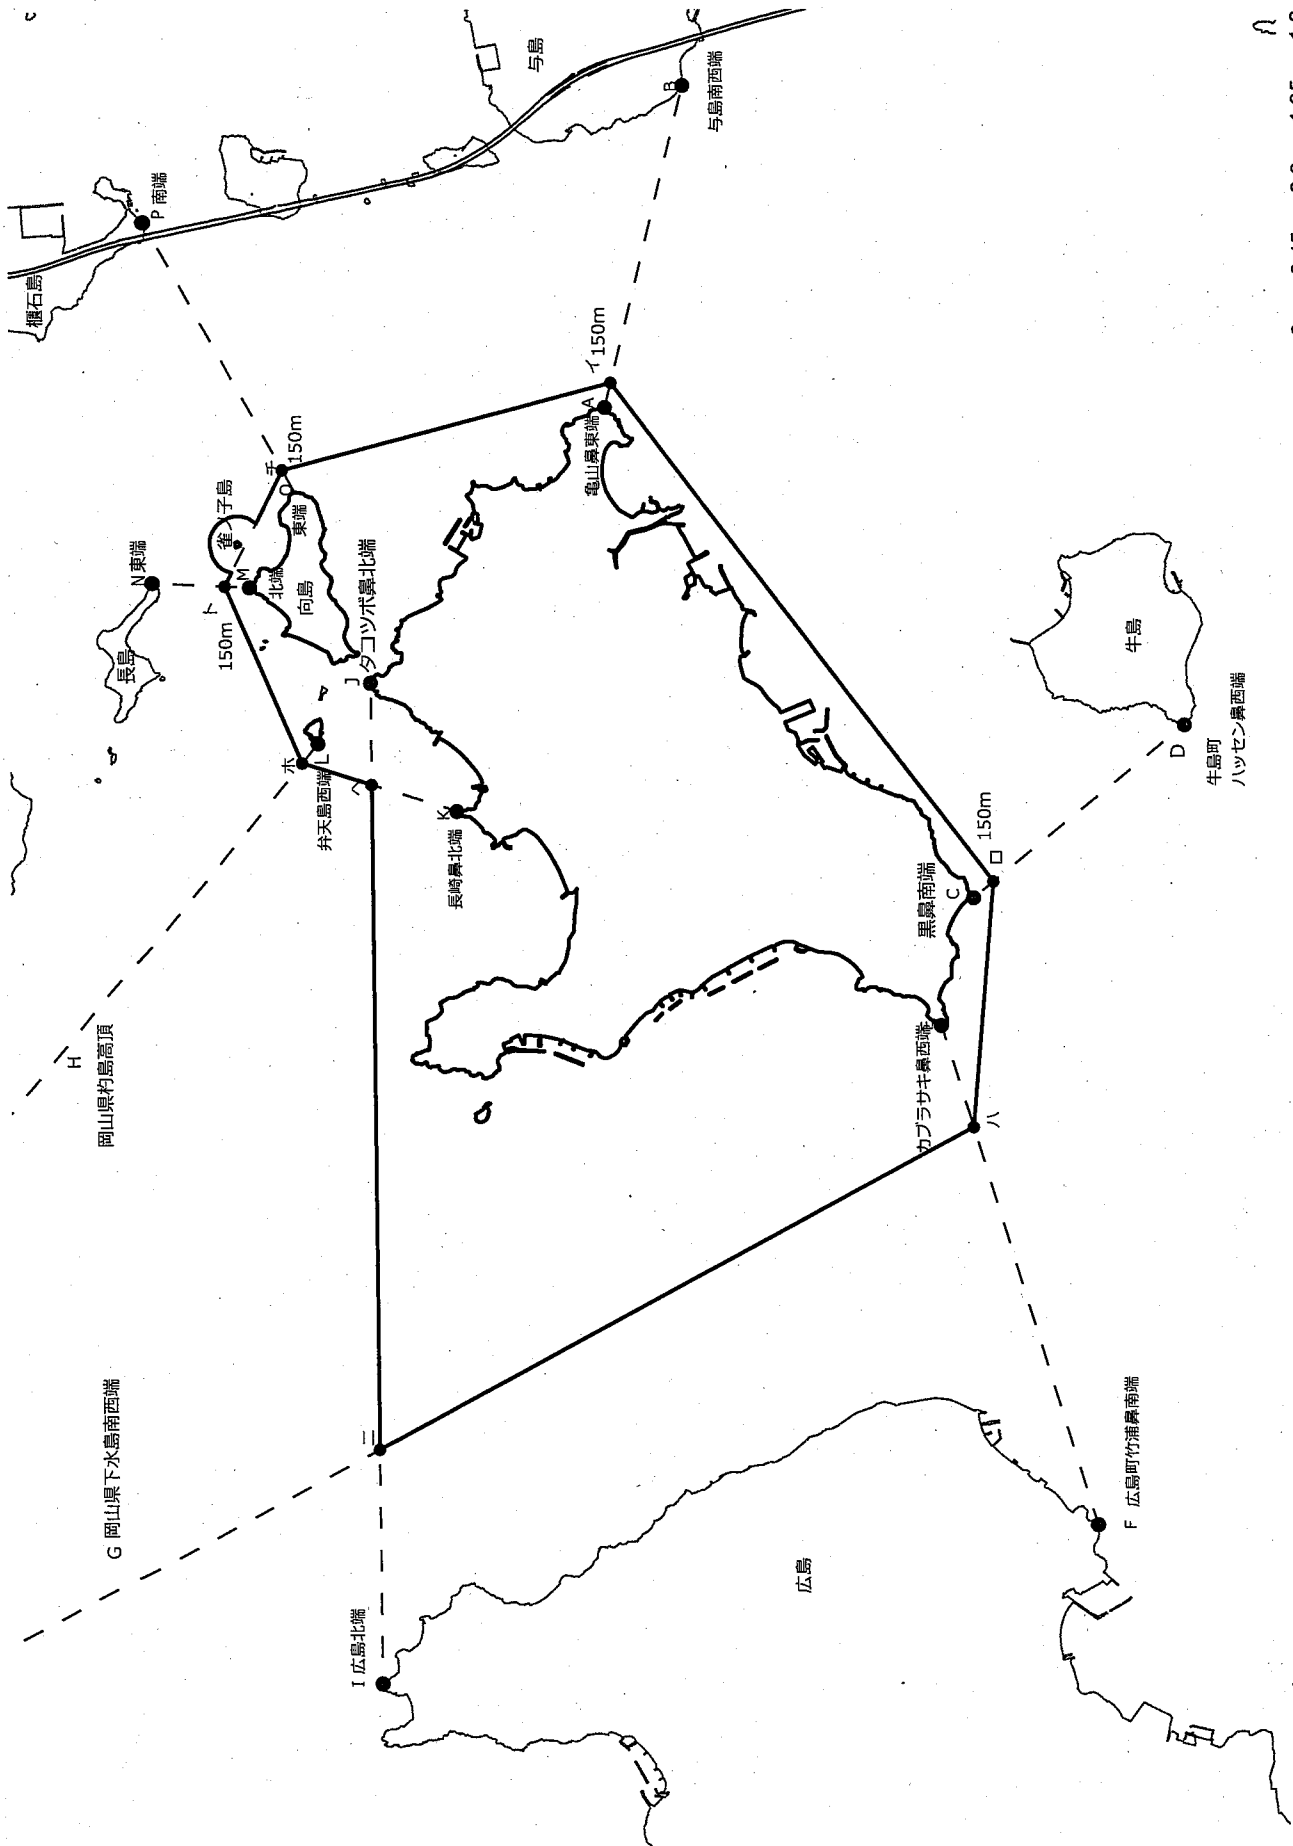 G 岡山県下水島南西端
H
岡山県杓島高頂
長島
N東端
ト
150m
雀ノ子島
M
北端
向島
O
東端
チ
150m
櫃石島
P 南端
与島
B
与島南西端
I 広島北端
ニ
ホ
L
弁天島西端
ヘ
K
長崎鼻北端
J
タコツボ鼻北端
イ
150m
A
亀山鼻東端
広島
F 広島町竹浦鼻南端
ハ
カブラサキ鼻西端
黒鼻南端
C
ロ
150m
D
牛島町
ハッセン鼻西端
牛島